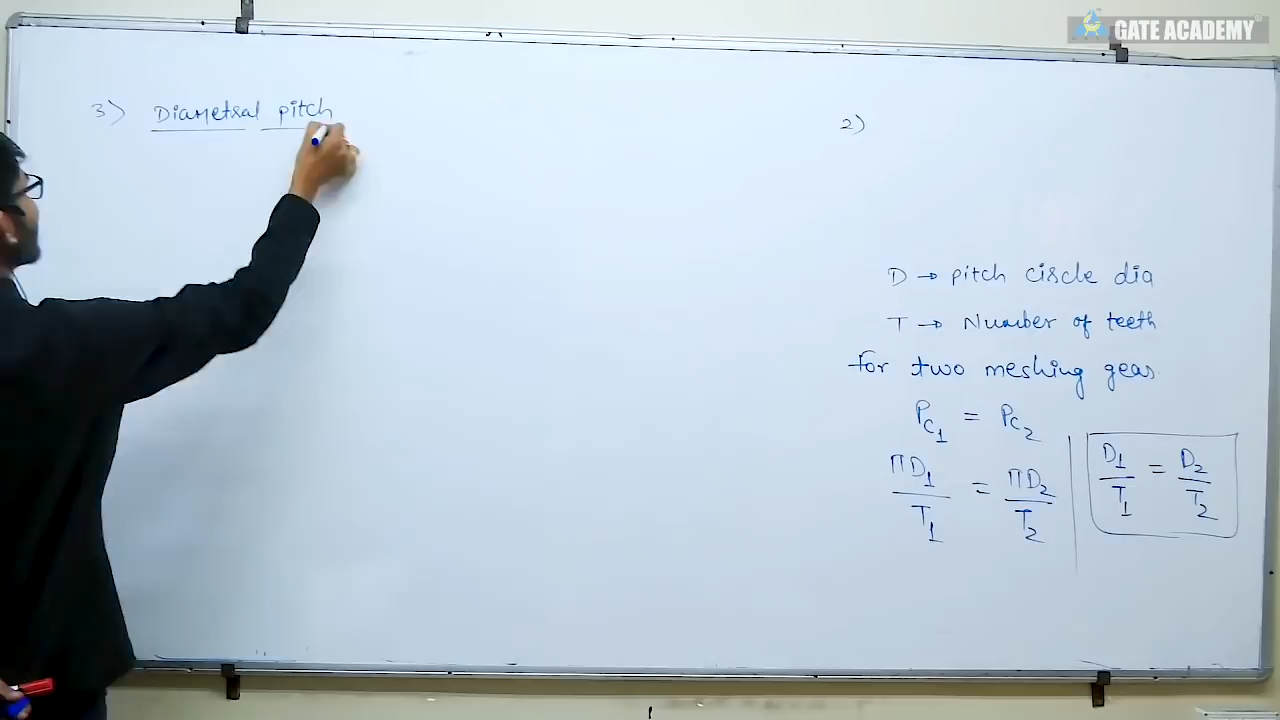 GATE ACADEMY
3) Diametral pitch
2)
D → pitch circle dia
T → Number of teeth
for two meshing gear
PC1 = PC2
πD1/T1 = πD2/T2 | D1/T1 = D2/T2